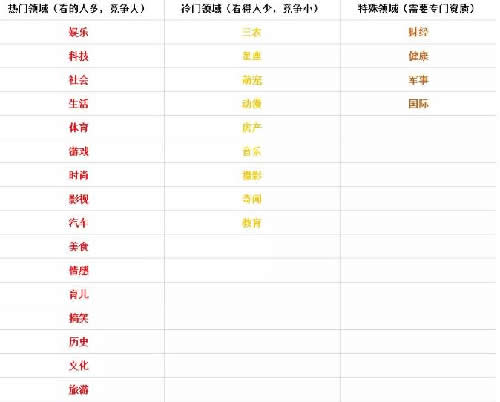 热门领域（看的人多，竞争大） 冷门领域（看得人少，竞争小） 特殊领域（需要专门资质）
娱乐 三农 财经
科技 星座 健康
社会 萌宠 军事
生活 动漫 国际
体育 房产
游戏 音乐
时尚 摄影
影视 奇闻
汽车 教育
美食
情感
育儿
搞笑
历史
文化
旅游